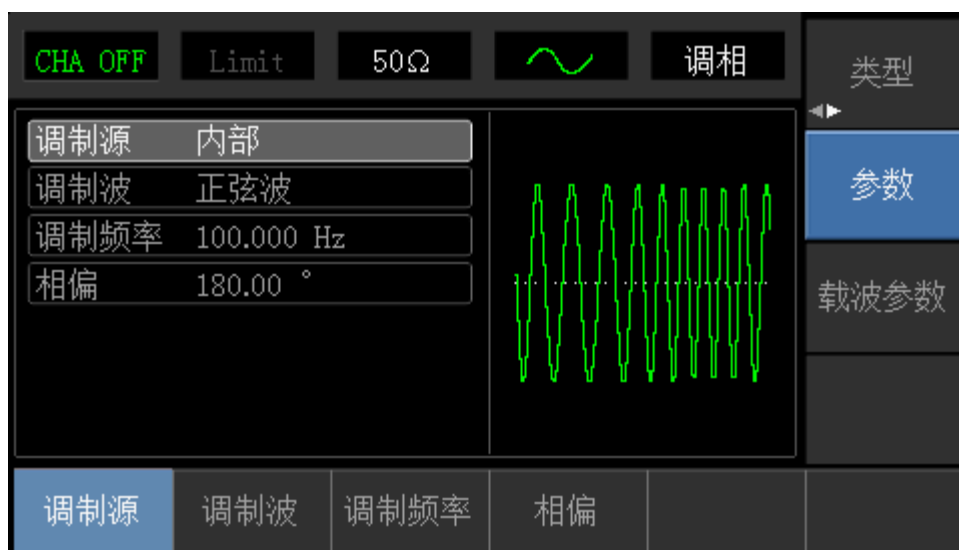 CHA OFF Limit 50Ω 调相
类型
调制源 内部
调制波 正弦波
调制频率 100.000 Hz
相偏 180.00 °
参数
载波参数
调制源 调制波 调制频率 相偏